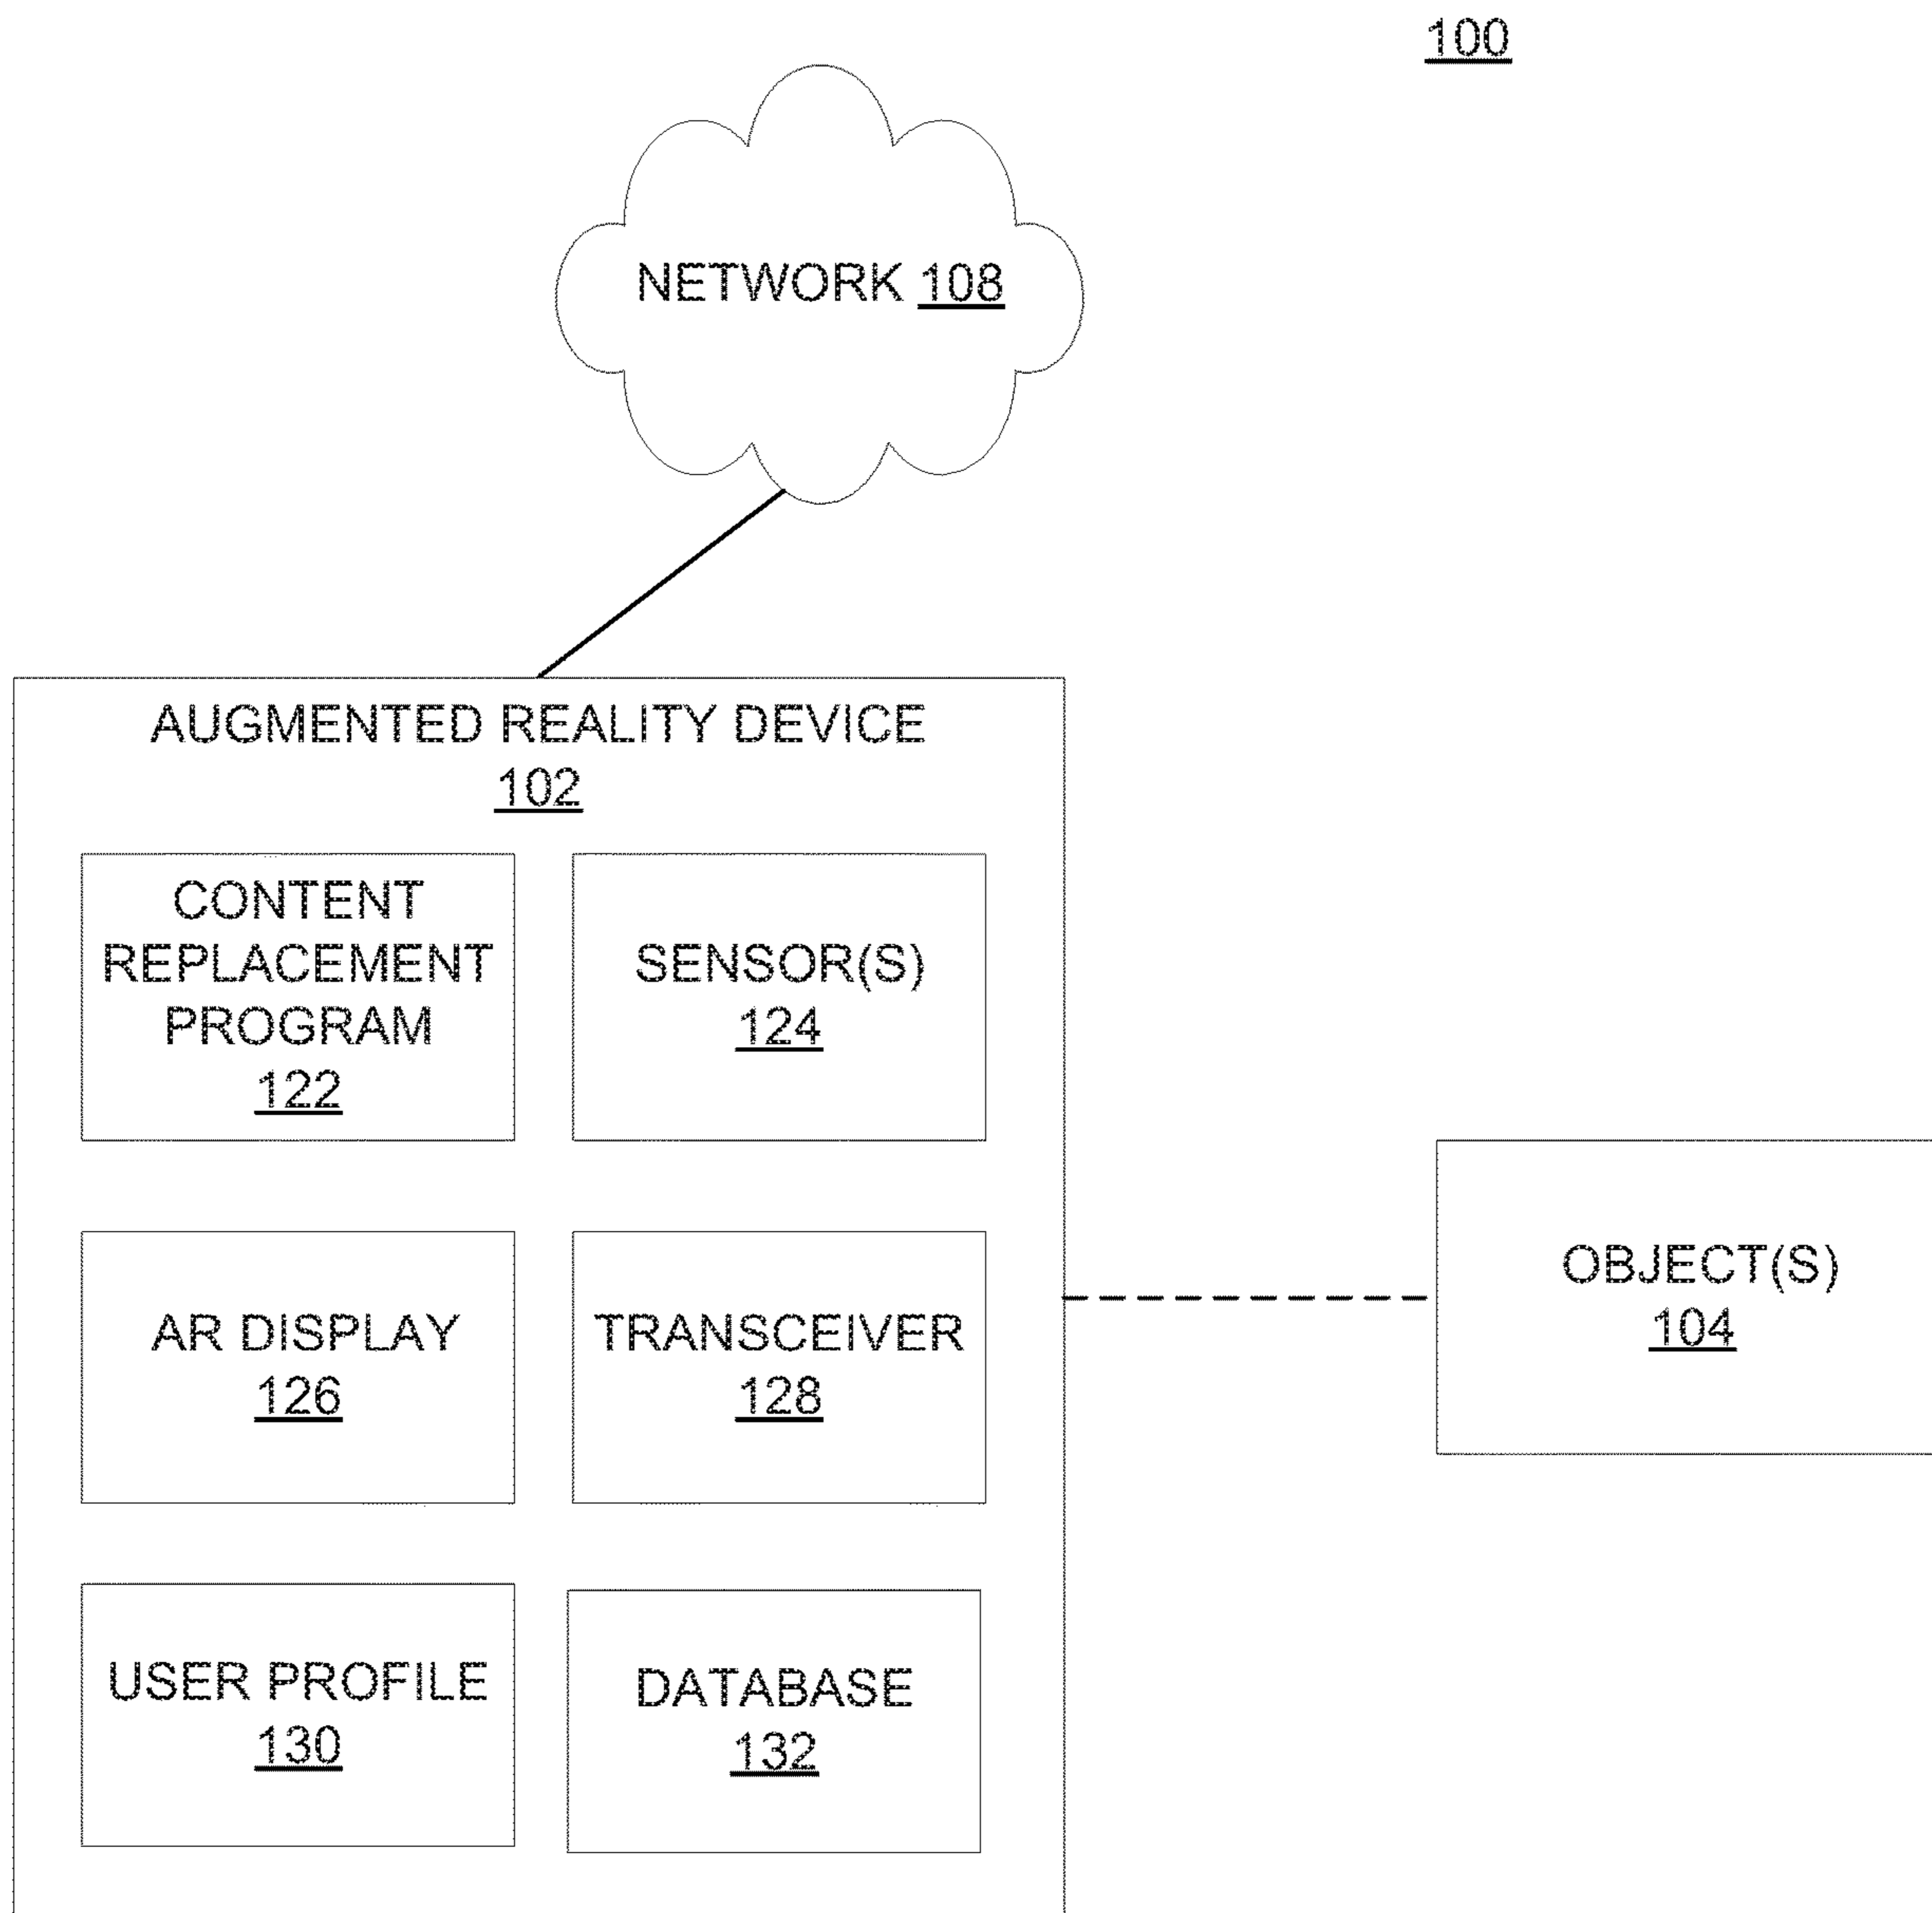 100
NETWORK 108
AUGMENTED REALITY DEVICE
102
CONTENT
REPLACEMENT
PROGRAM
122
SENSOR(S)
124
AR DISPLAY
126
TRANSCEIVER
128
OBJECT(S)
104
USER PROFILE
130
DATABASE
132